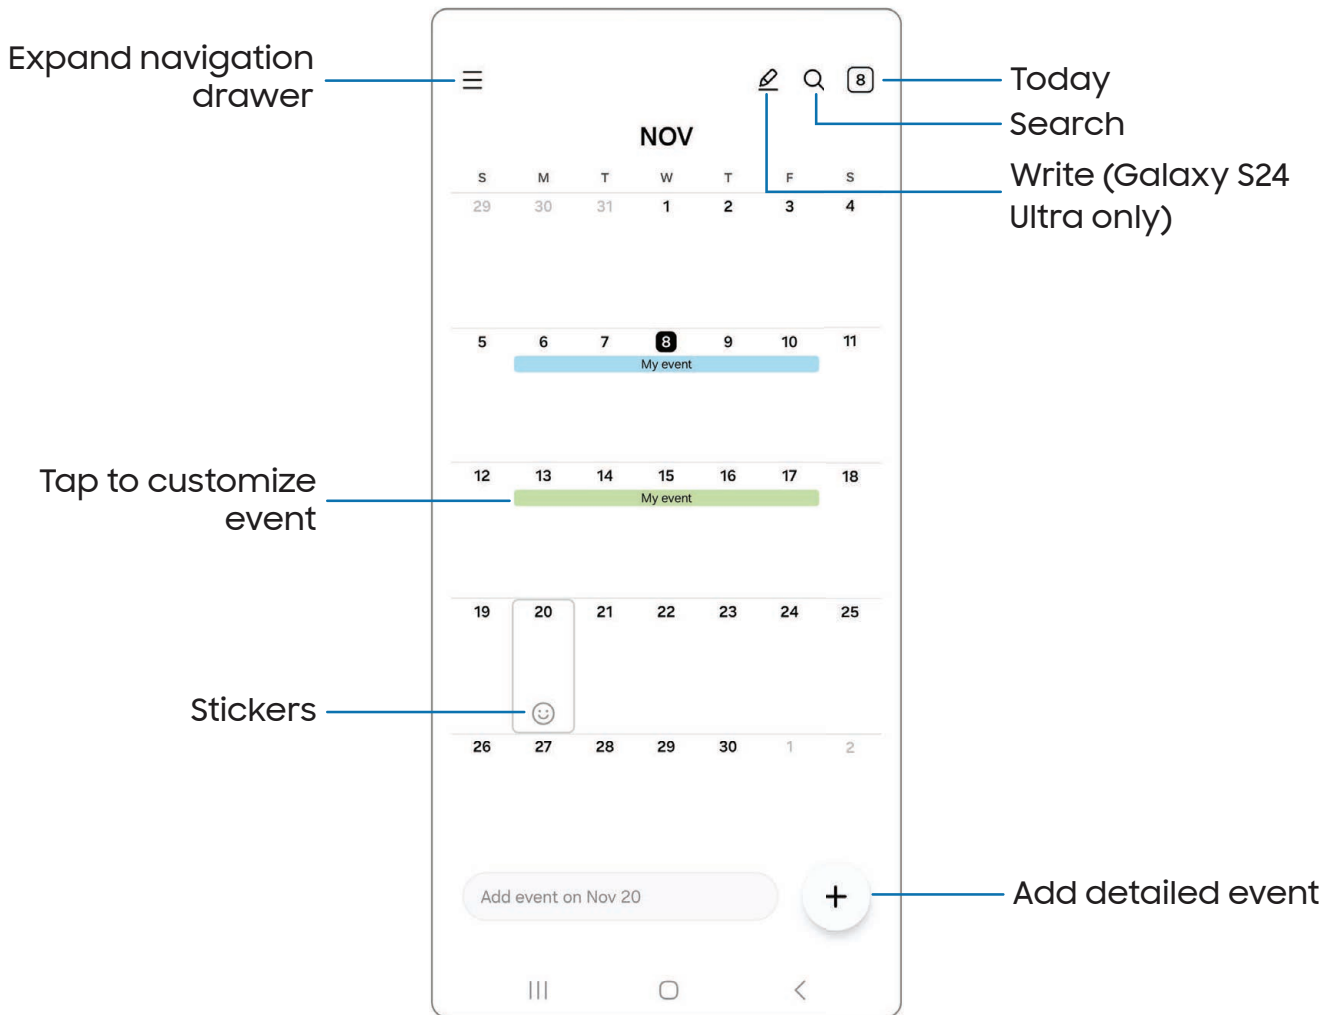 Expand navigation
drawer
8
Today
Search
Write (Galaxy S24
Ultra only)
NOV
S M T W T F S
29 30 31 1 2 3 4
5 6 7 8 9 10 11
My event
Tap to customize
event
12 13 14 15 16 17 18
My event
19 20 21 22 23 24 25
Stickers
26 27 28 29 30 1 2
Add event on Nov 20
+
Add detailed event